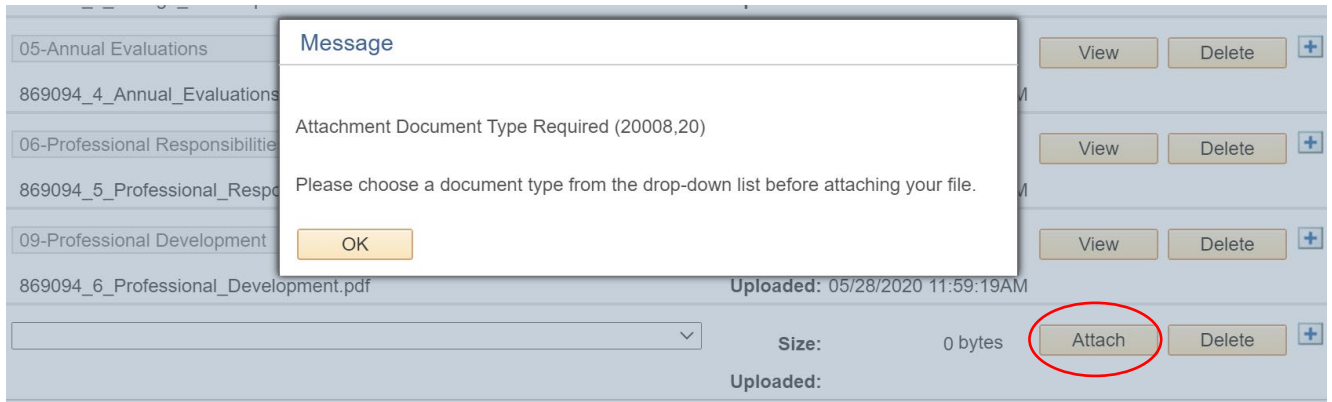 Message
05-Annual Evaluations
View
Delete
869094_4_Annual_Evaluations
Attachment Document Type Required (20008,20)
06-Professional
View
Delete
Please choose a document type from the drop-down list before attaching your file.
869094_5_Professional_
09-Professional Development
OK
View
Delete
869094_6_Professional_Development.pdf
Uploaded: 05/28/2020 11:59:19AM
Size: 0 bytes
Attach
Delete
Uploaded: